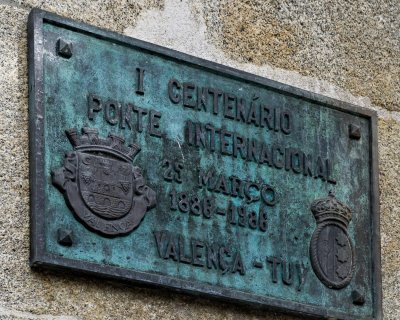 I CENTENÁRIO
PONTE INTERNACIONAL
25 MARÇO
1886-1986
VALENÇA - TUY